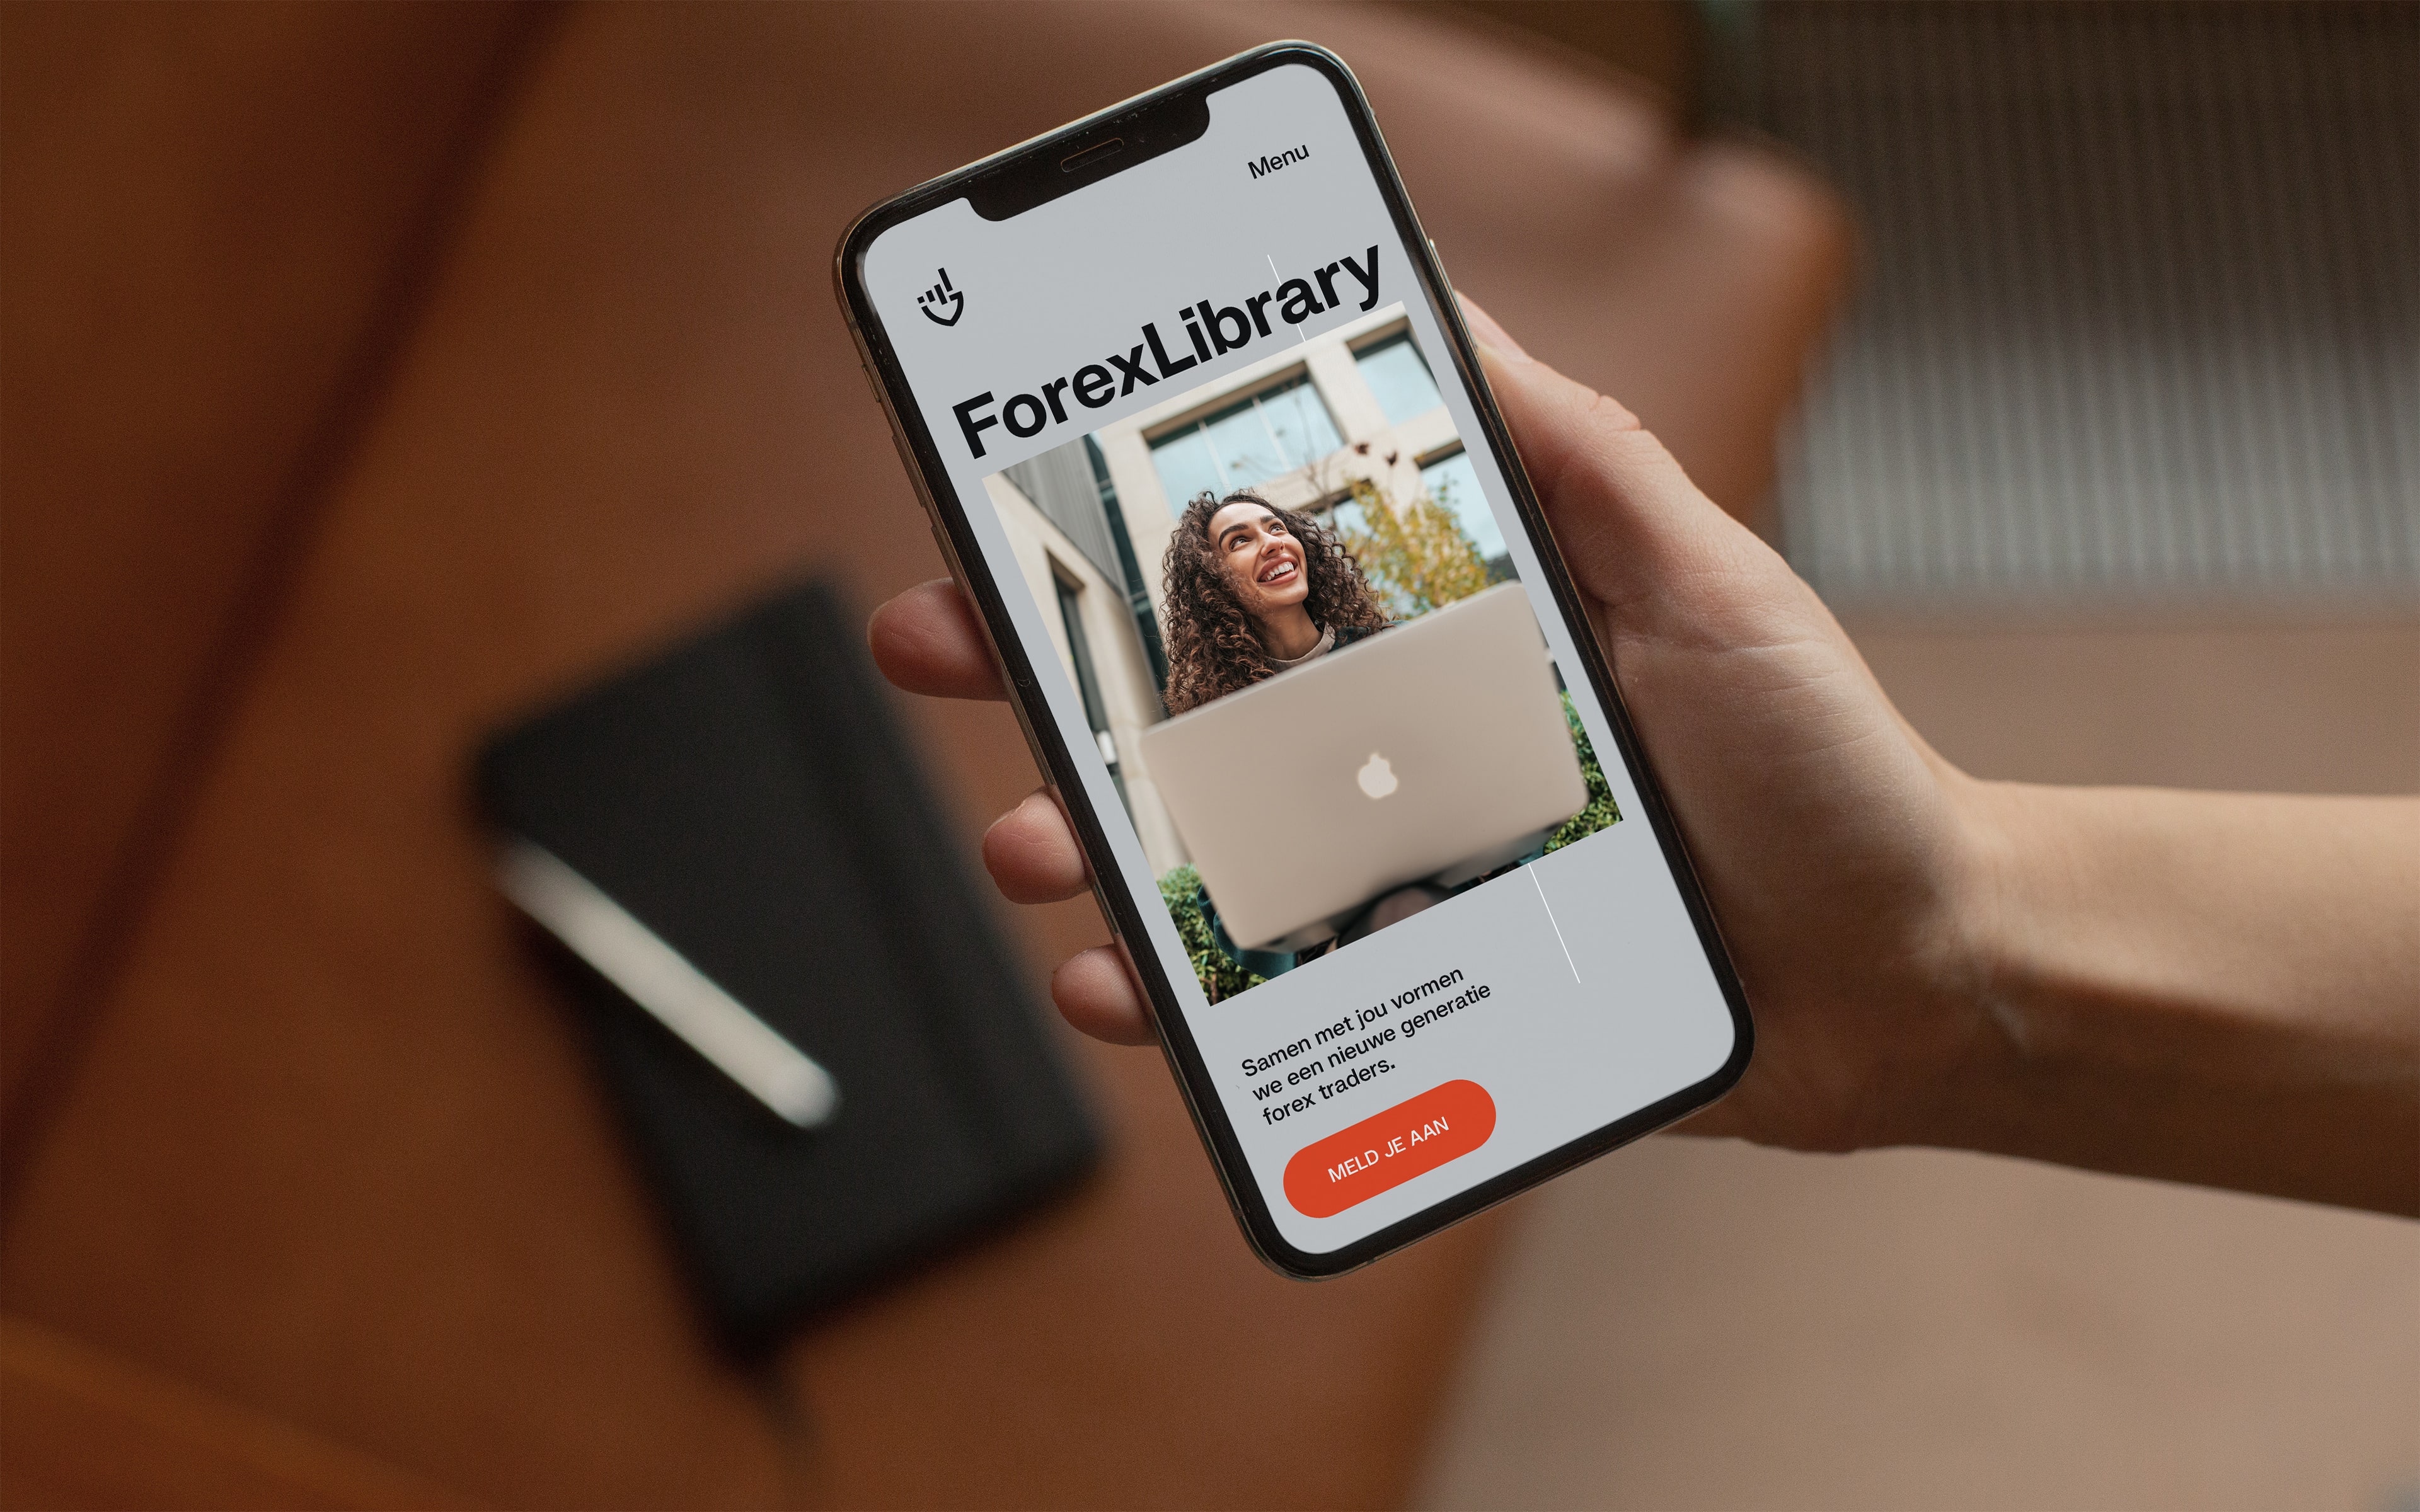 Menu
ForexLibrary
Samen met jou vormen
we een nieuwe generatie
forex traders.
MELD JE AAN